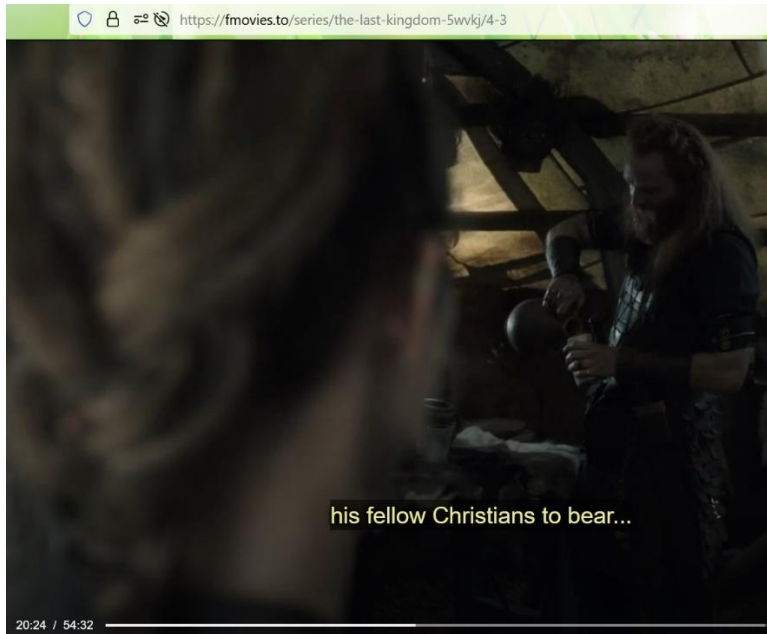 https://fmovies.to/series/the-last-kingdom-5wvkj/4-3
his fellow Christians to bear...
20:24 / 54:32